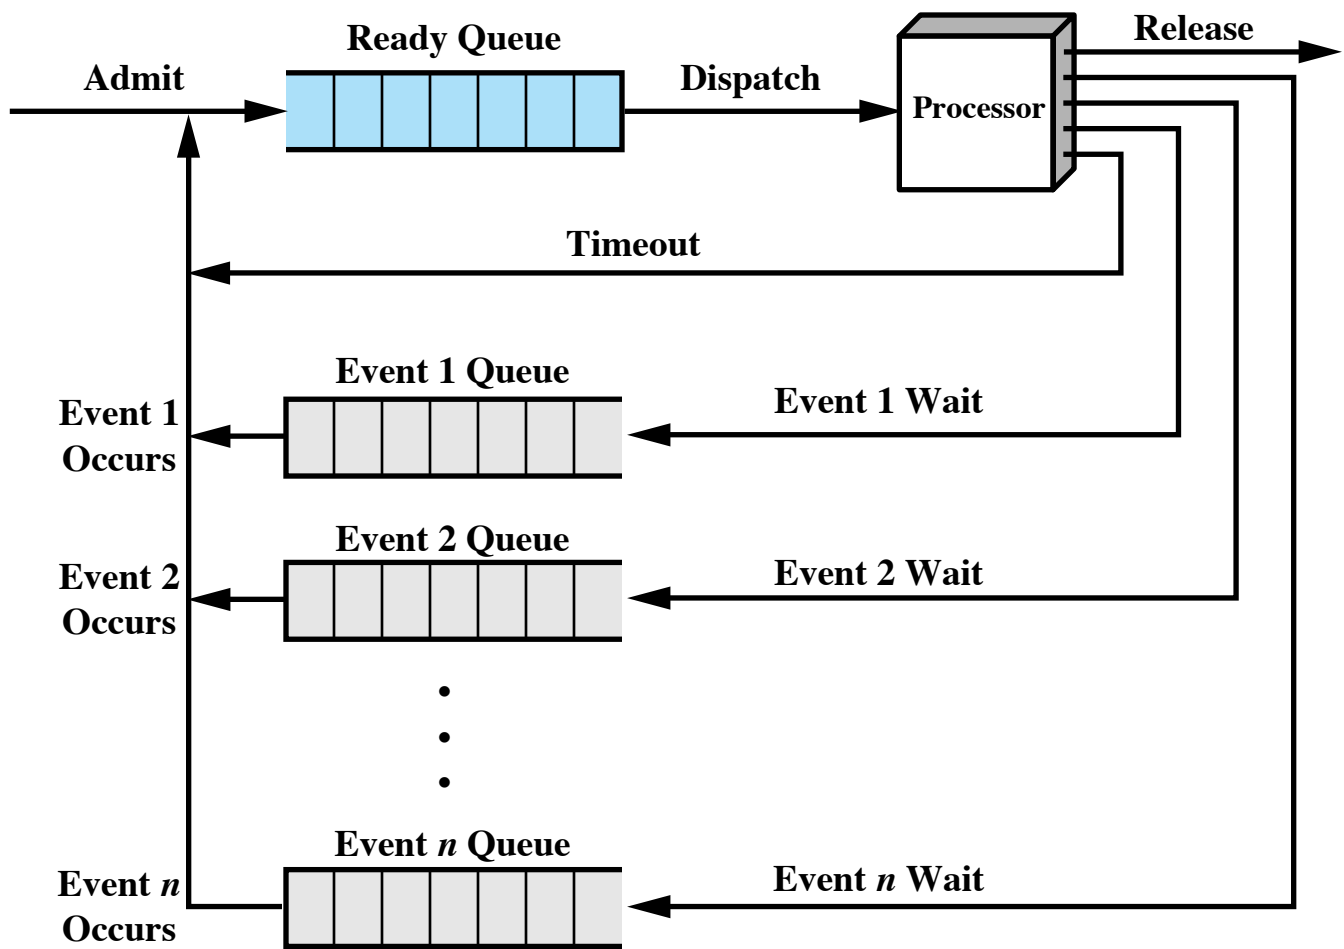 Ready Queue
Release
Admit
Dispatch
Processor
Timeout
Event 1 Queue
Event 1 Wait
Event 1
Occurs
Event 2 Queue
Event 2 Wait
Event 2
Occurs
Event n Queue
Event n Wait
Event n
Occurs